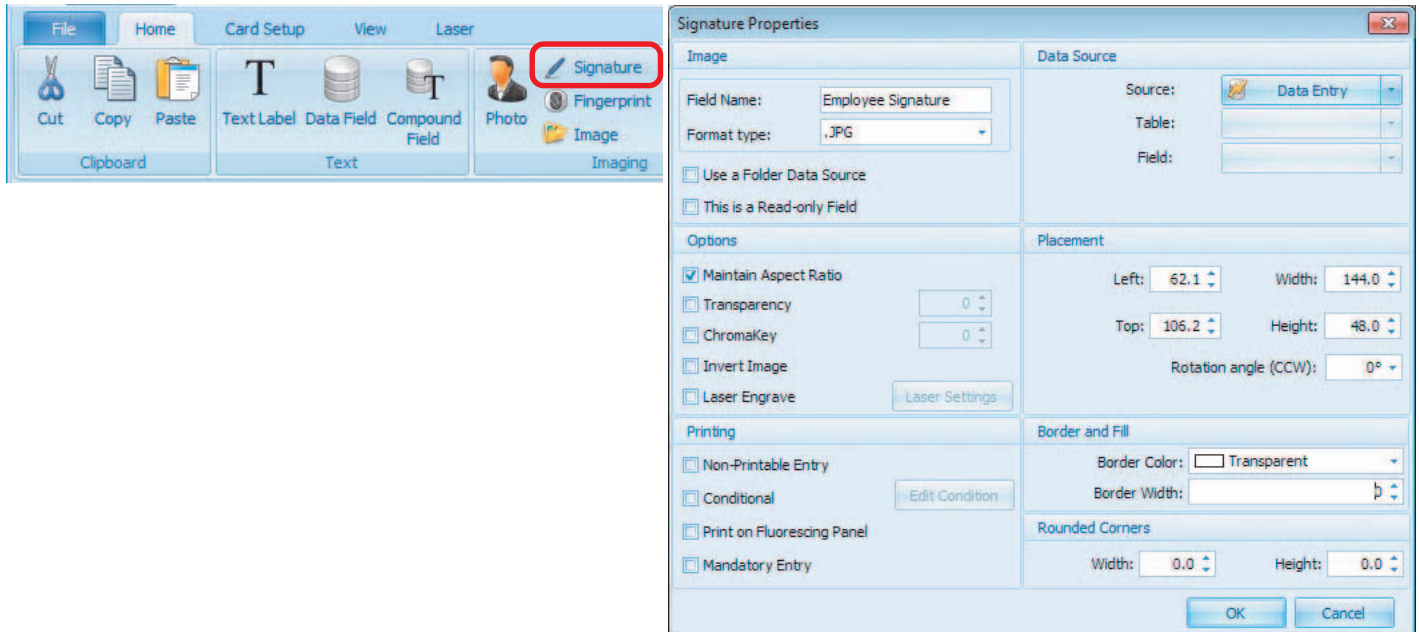 File Home Card Setup View Laser
Signature
Fingerprint
Image
Cut Copy Paste Text Label Data Field Compound Field Photo
Clipboard Text Imaging
Signature Properties
Image
Field Name: Employee Signature
Format type: .JPG
Use a Folder Data Source
This is a Read-only Field
Data Source
Source: Data Entry
Table:
Field:
Options
Maintain Aspect Ratio
Transparency 0
ChromaKey 0
Invert Image
Laser Engrave Laser Settings
Placement
Left: 62.1 Width: 144.0
Top: 106.2 Height: 48.0
Rotation angle (CCW): 0°
Printing
Non-Printable Entry
Conditional Edit Condition
Print on Fluorescing Panel
Mandatory Entry
Border and Fill
Border Color: Transparent
Border Width:
Rounded Corners
Width: 0.0 Height: 0.0
OK Cancel